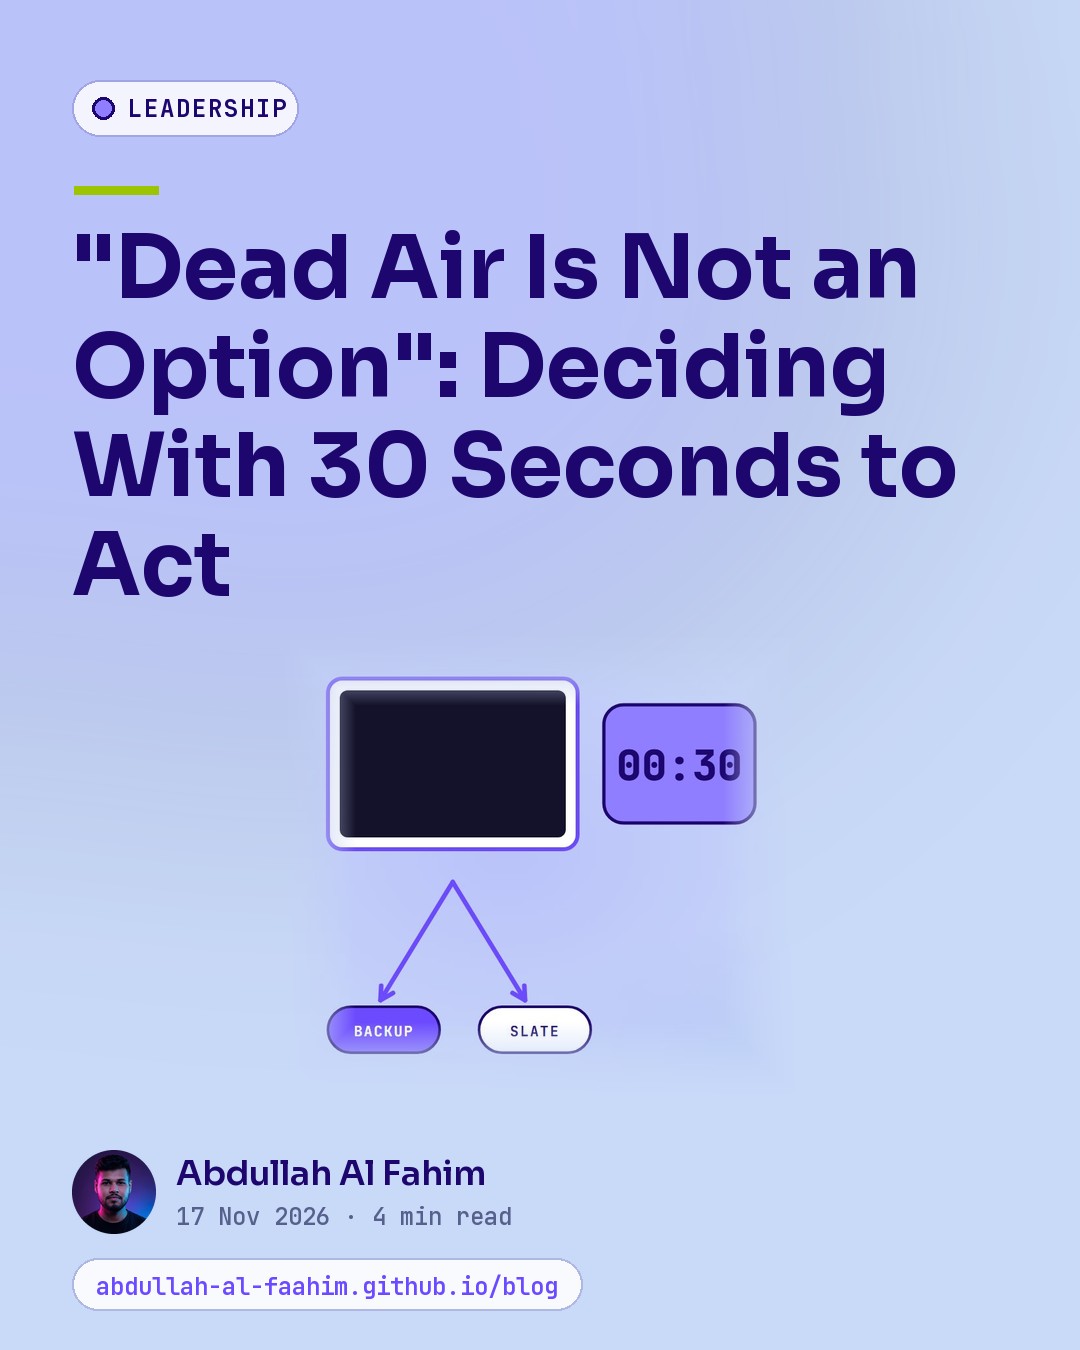 LEADERSHIP
"Dead Air Is Not an
Option": Deciding
With 30 Seconds to
Act
00:30
BACKUP
SLATE
Abdullah Al Fahim
17 Nov 2026 · 4 min read
abdullah-al-faahim.github.io/blog